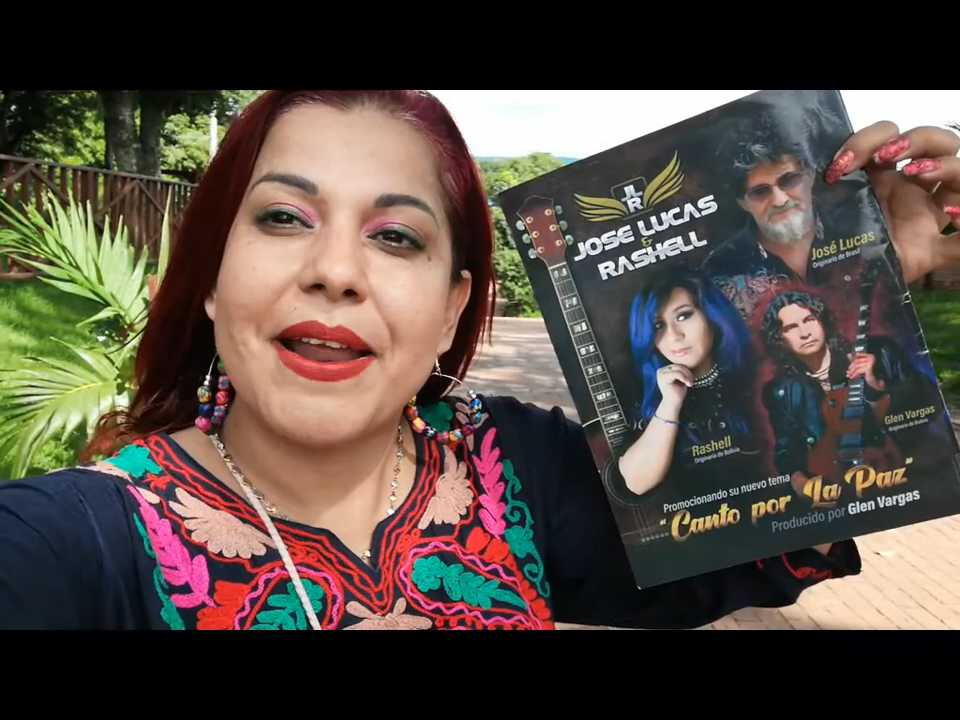 JL
R
JOSE LUCAS
&
RASHELL
José Lucas
Originario de Brasil
Rashell
Originaria de Bolivia
Glen Vargas
Originario de Bolivia
Promocionando su nuevo tema
"Canto por La Paz"
Producido por Glen Vargas